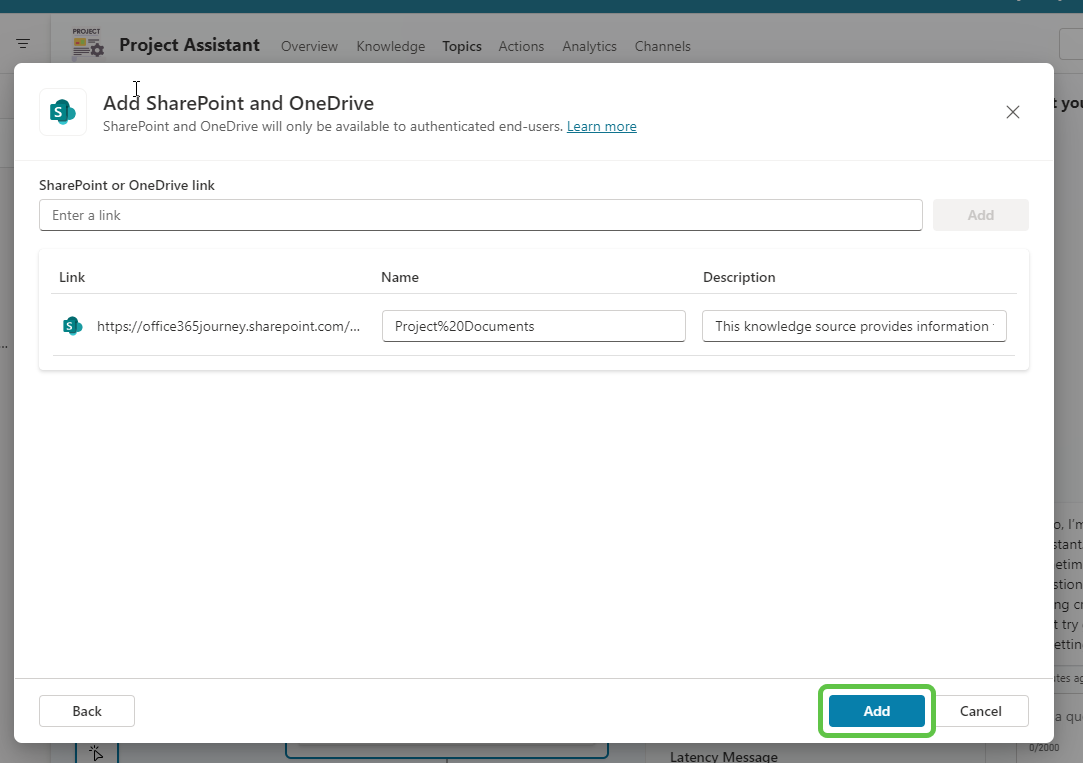 PROJECT
Project Assistant Overview Knowledge Topics Actions Analytics Channels
Add SharePoint and OneDrive
SharePoint and OneDrive will only be available to authenticated end-users. Learn more
SharePoint or OneDrive link
Enter a link Add
Link Name Description
S https://office365journey.sharepoint.com/... Project%20Documents This knowledge source provides information
Back Add Cancel
Latency Message
0/2000